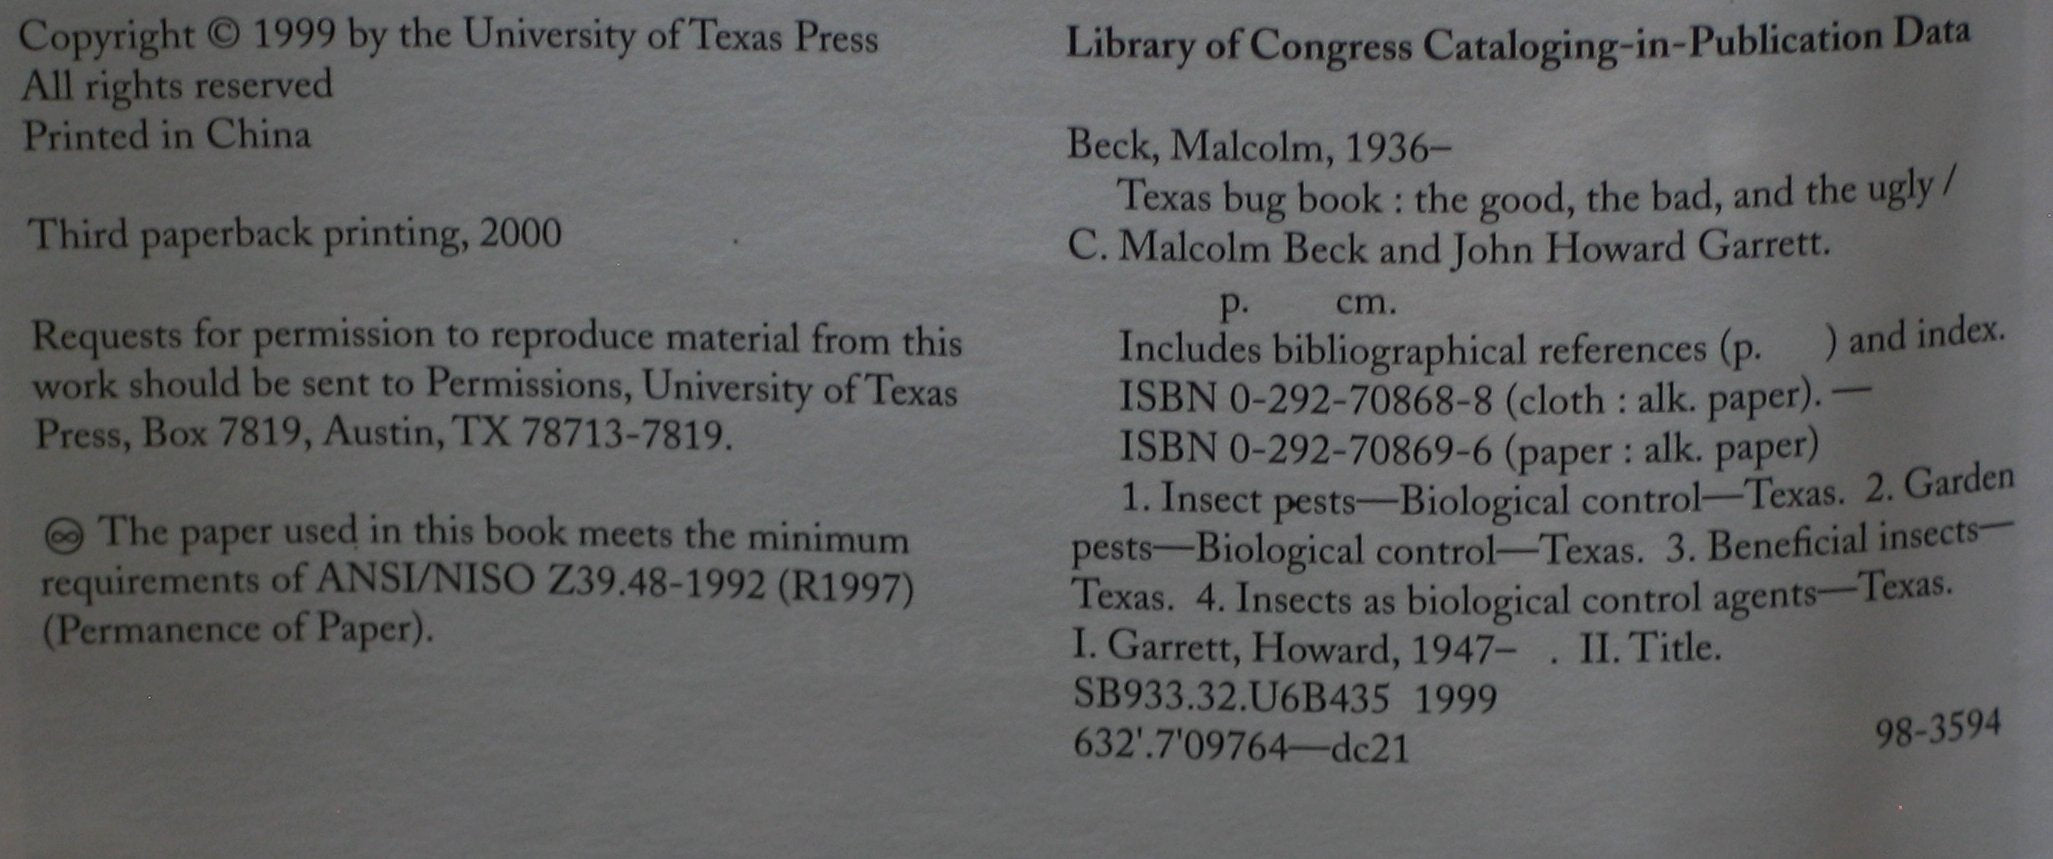 Copyright © 1999 by the University of Texas Press
All rights reserved
Printed in China
Third paperback printing, 2000
Requests for permission to reproduce material from this
work should be sent to Permissions, University of Texas
Press, Box 7819, Austin, TX 78713-7819.
♾ The paper used in this book meets the minimum
requirements of ANSI/NISO Z39.48-1992 (R1997)
(Permanence of Paper).
Library of Congress Cataloging-in-Publication Data
Beck, Malcolm, 1936–
Texas bug book : the good, the bad, and the ugly /
C. Malcolm Beck and John Howard Garrett.
p. cm.
Includes bibliographical references (p. ) and index.
ISBN 0-292-70868-8 (cloth : alk. paper). —
ISBN 0-292-70869-6 (paper : alk. paper)
1. Insect pests—Biological control—Texas. 2. Garden
pests—Biological control—Texas. 3. Beneficial insects—
Texas. 4. Insects as biological control agents—Texas.
I. Garrett, Howard, 1947– . II. Title.
SB933.32.U6B435 1999
632'.7'09764—dc21
98-3594